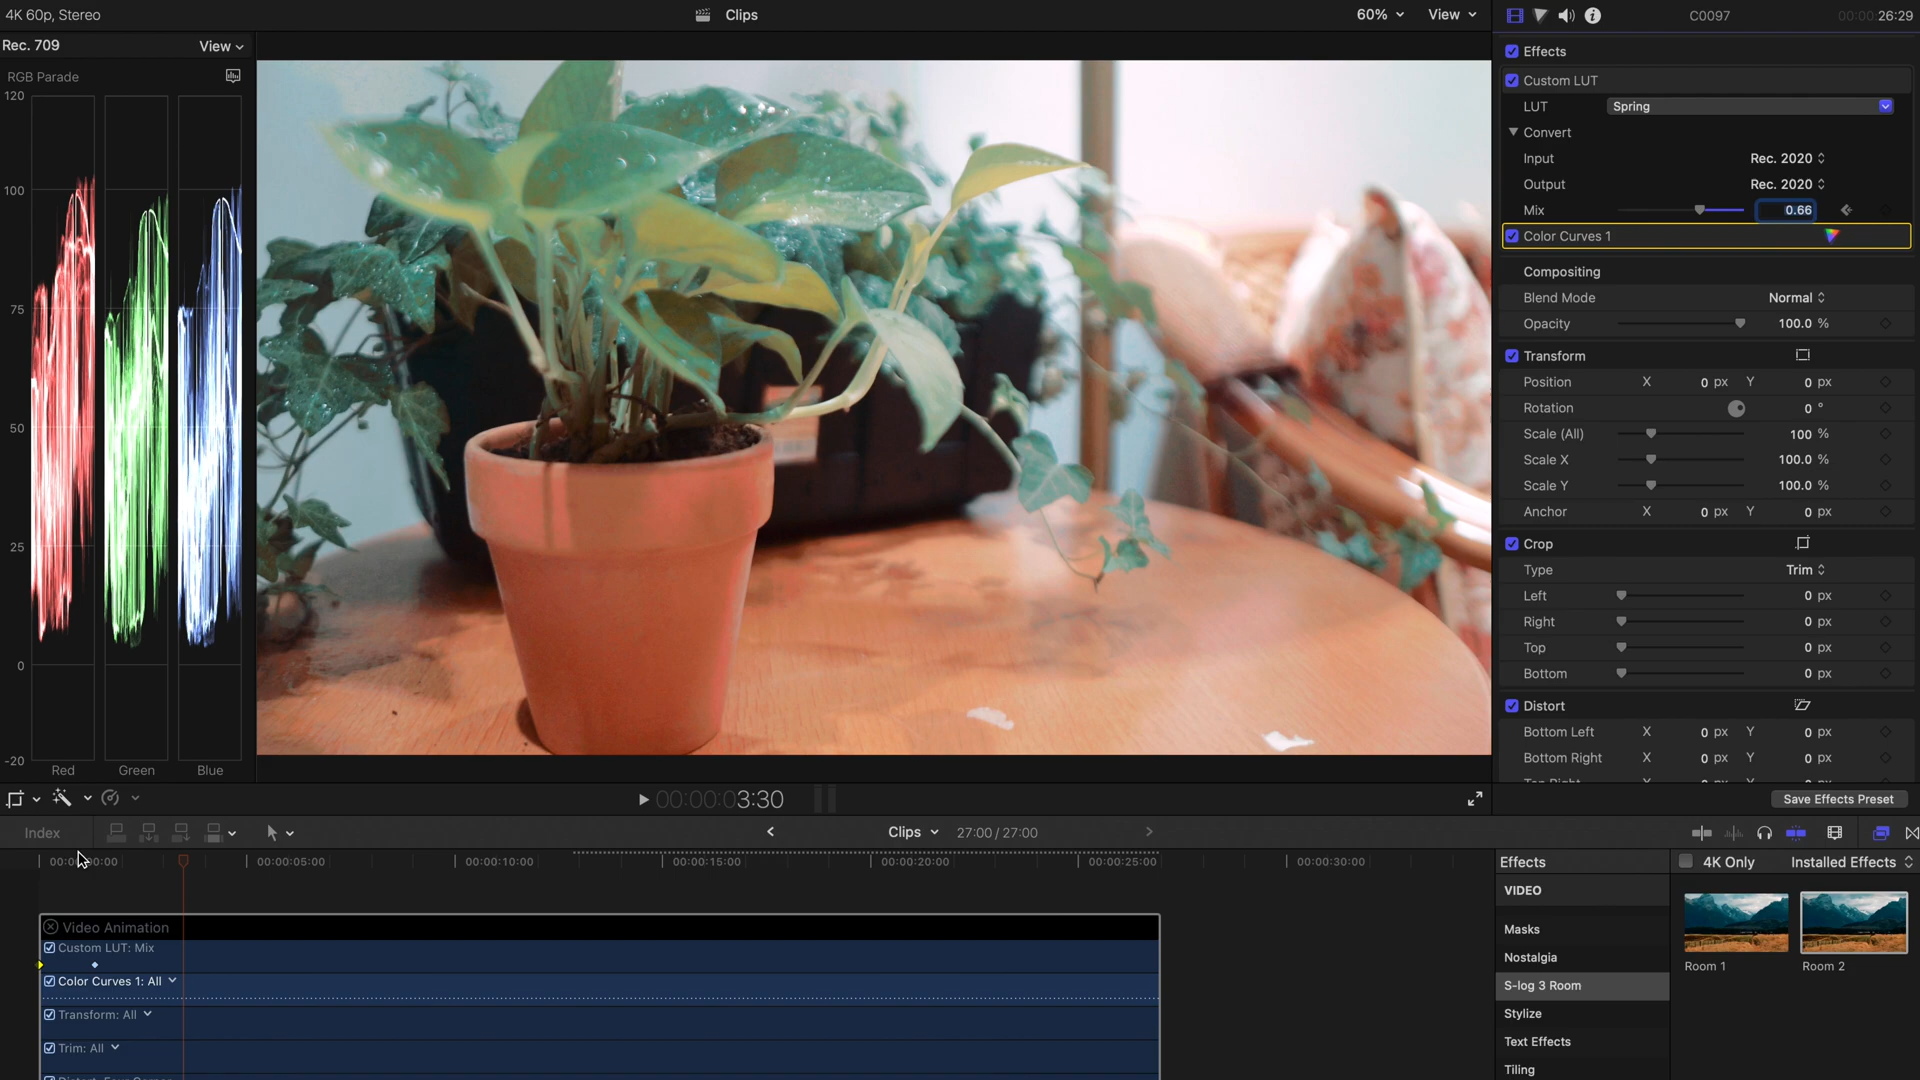 4K 60p, Stereo
Clips
60%
View
C0097
00:00:26:29
Rec. 709
View
RGB Parade
120
100
75
50
25
0
-20
Red
Green
Blue
Effects
Custom LUT
LUT
Spring
Convert
Input
Rec. 2020
Output
Rec. 2020
Mix
0.66
Color Curves 1
Compositing
Blend Mode
Normal
Opacity
100.0 %
Transform
Position X 0 px Y 0 px
Rotation 0 °
Scale (All) 100 %
Scale X 100.0 %
Scale Y 100.0 %
Anchor X 0 px Y 0 px
Crop
Type Trim
Left 0 px
Right 0 px
Top 0 px
Bottom 0 px
Distort
Bottom Left X 0 px Y 0 px
Bottom Right X 0 px Y 0 px
Save Effects Preset
00:00:03:30
Index
Clips
27:00 / 27:00
00:00:05:00
00:00:10:00
00:00:15:00
00:00:20:00
00:00:25:00
00:00:30:00
Video Animation
Custom LUT: Mix
Color Curves 1: All
Transform: All
Trim: All
Effects
4K Only
Installed Effects
VIDEO
Masks
Nostalgia
S-log 3 Room
Stylize
Text Effects
Tiling
Room 1
Room 2